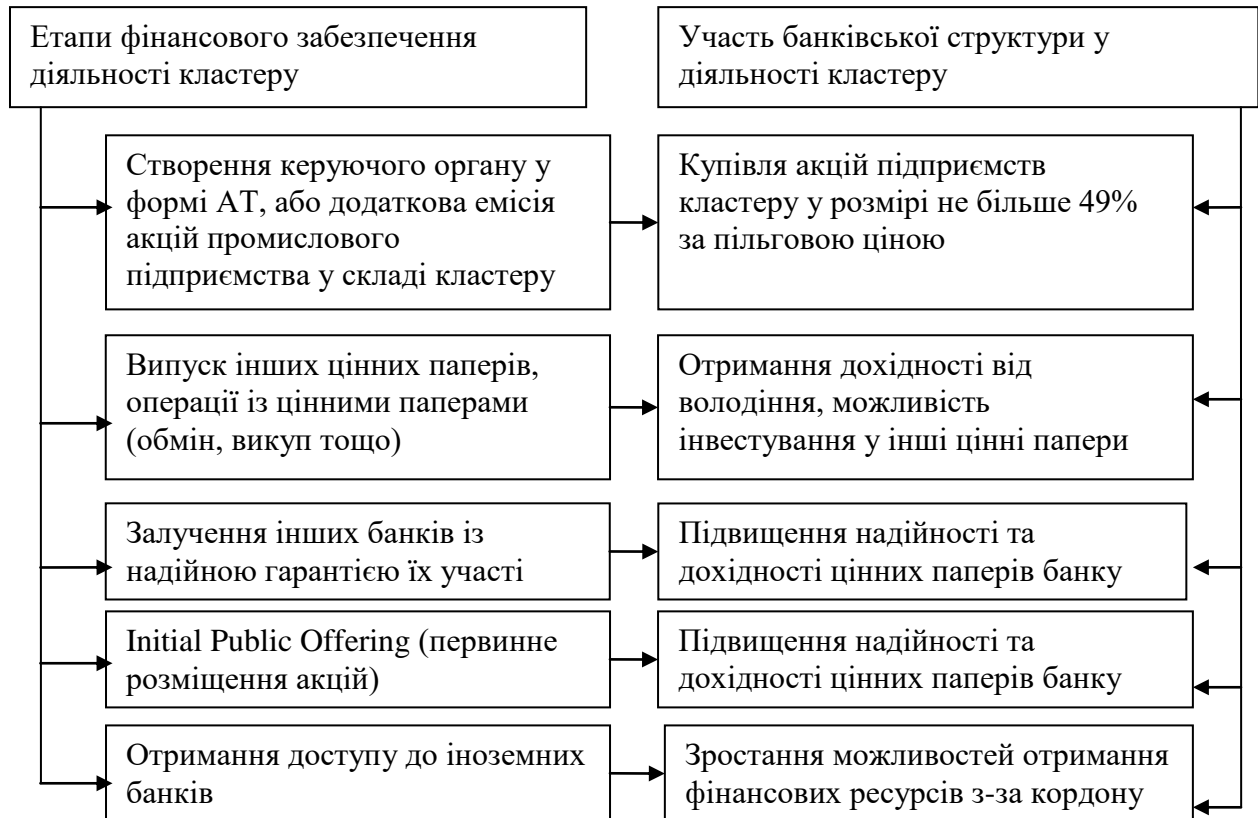 Етапи фінансового забезпечення
діяльності кластеру
Участь банківської структури у
діяльності кластеру
Створення керуючого органу у
формі АТ, або додаткова емісія
акцій промислового
підприємства у складі кластеру
Купівля акцій підприємств
кластеру у розмірі не більше 49%
за пільговою ціною
Випуск інших цінних паперів,
операції із цінними паперами
(обмін, викуп тощо)
Отримання дохідності від
володіння, можливість
інвестування у інші цінні папери
Залучення інших банків із
надійною гарантією їх участі
Підвищення надійності та
дохідності цінних паперів банку
Initial Public Offering (первинне
розміщення акцій)
Підвищення надійності та
дохідності цінних паперів банку
Отримання доступу до іноземних
банків
Зростання можливостей отримання
фінансових ресурсів з-за кордону